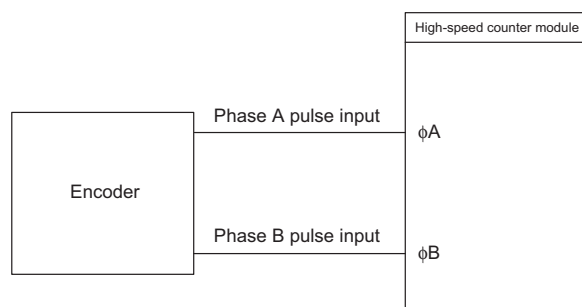 High-speed counter module
Phase A pulse input
ϕA
Encoder
Phase B pulse input
ϕB